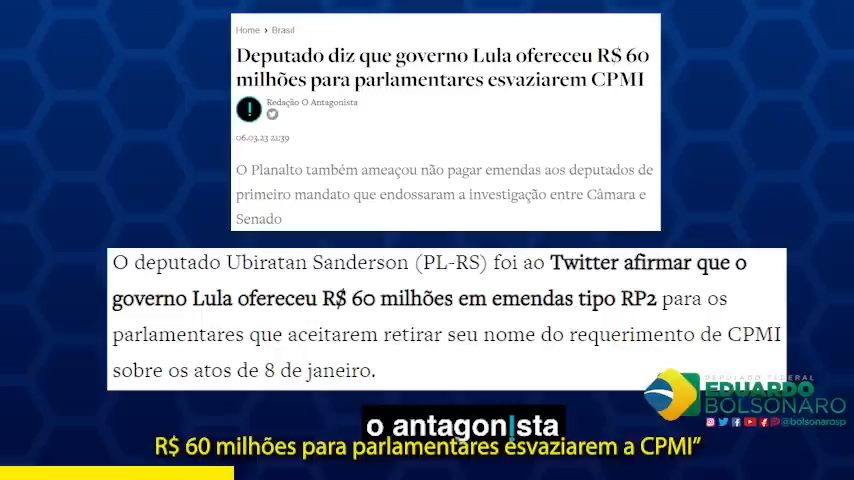 Home › Brasil
Deputado diz que governo Lula ofereceu R$ 60
milhões para parlamentares esvaziarem CPMI
Redação O Antagonista
06.03.23 21:39
O Planalto também ameaçou não pagar emendas aos deputados de
primeiro mandato que endossaram a investigação entre Câmara e
Senado
O deputado Ubiratan Sanderson (PL-RS) foi ao Twitter afirmar que o
governo Lula ofereceu R$ 60 milhões em emendas tipo RP2 para os
parlamentares que aceitarem retirar seu nome do requerimento de CPMI
sobre os atos de 8 de janeiro.
DEPUTADO FEDERAL
EDUARDO
BOLSONARO
@bolsonarosp
o antagon!sta
R$ 60 milhões para parlamentares esvaziarem a CPMI”